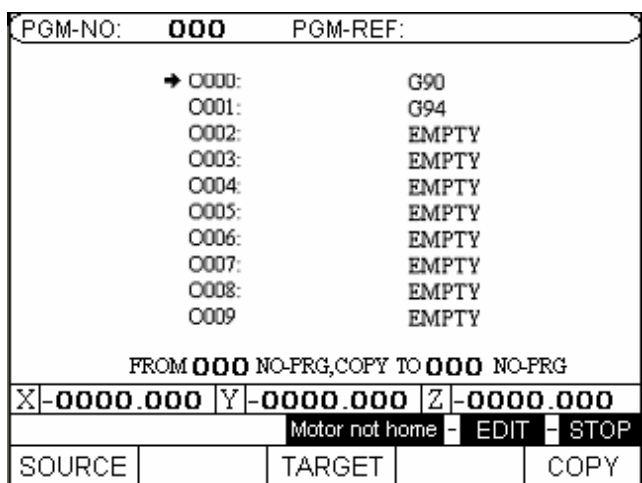 PGM-NO: 000 PGM-REF:
➔ O000: G90
O001: G94
O002: EMPTY
O003: EMPTY
O004: EMPTY
O005: EMPTY
O006: EMPTY
O007: EMPTY
O008: EMPTY
O009 EMPTY
FROM 000 NO-PRG,COPY TO 000 NO-PRG
X -0000.000 Y -0000.000 Z -0000.000
Motor not home - EDIT - STOP
SOURCE TARGET COPY